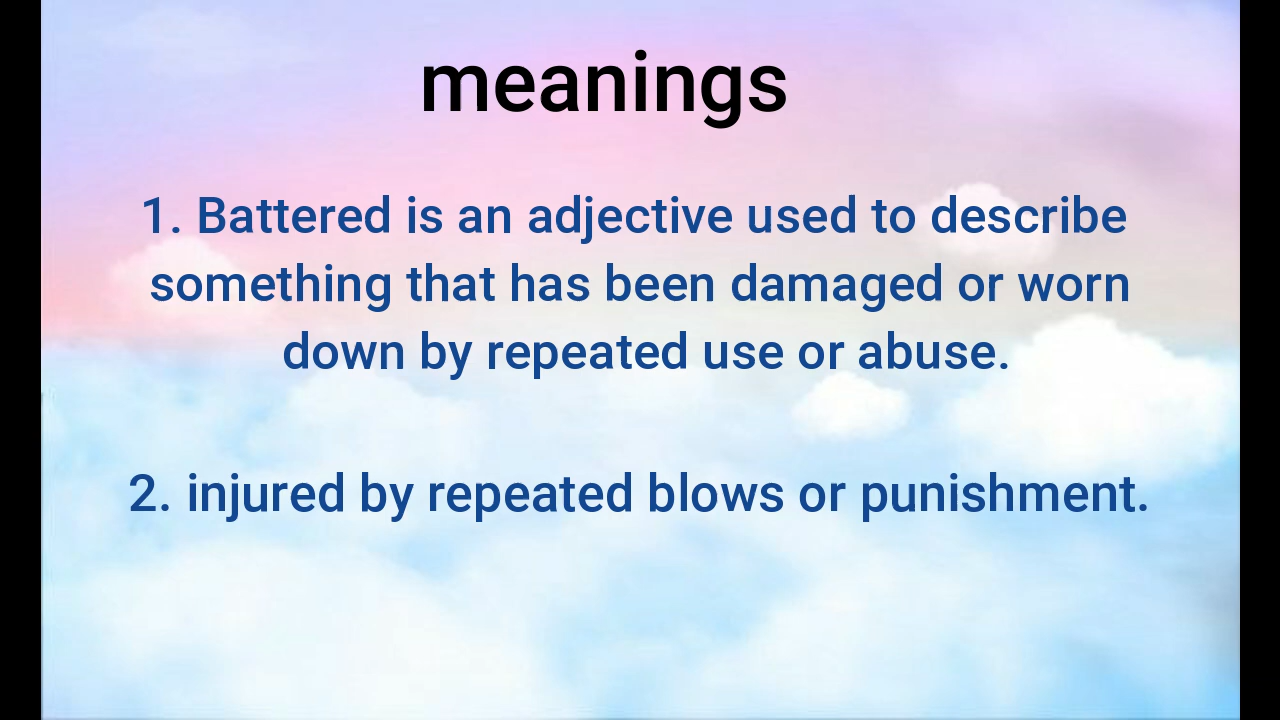 meanings
1. Battered is an adjective used to describe
something that has been damaged or worn
down by repeated use or abuse.
2. injured by repeated blows or punishment.